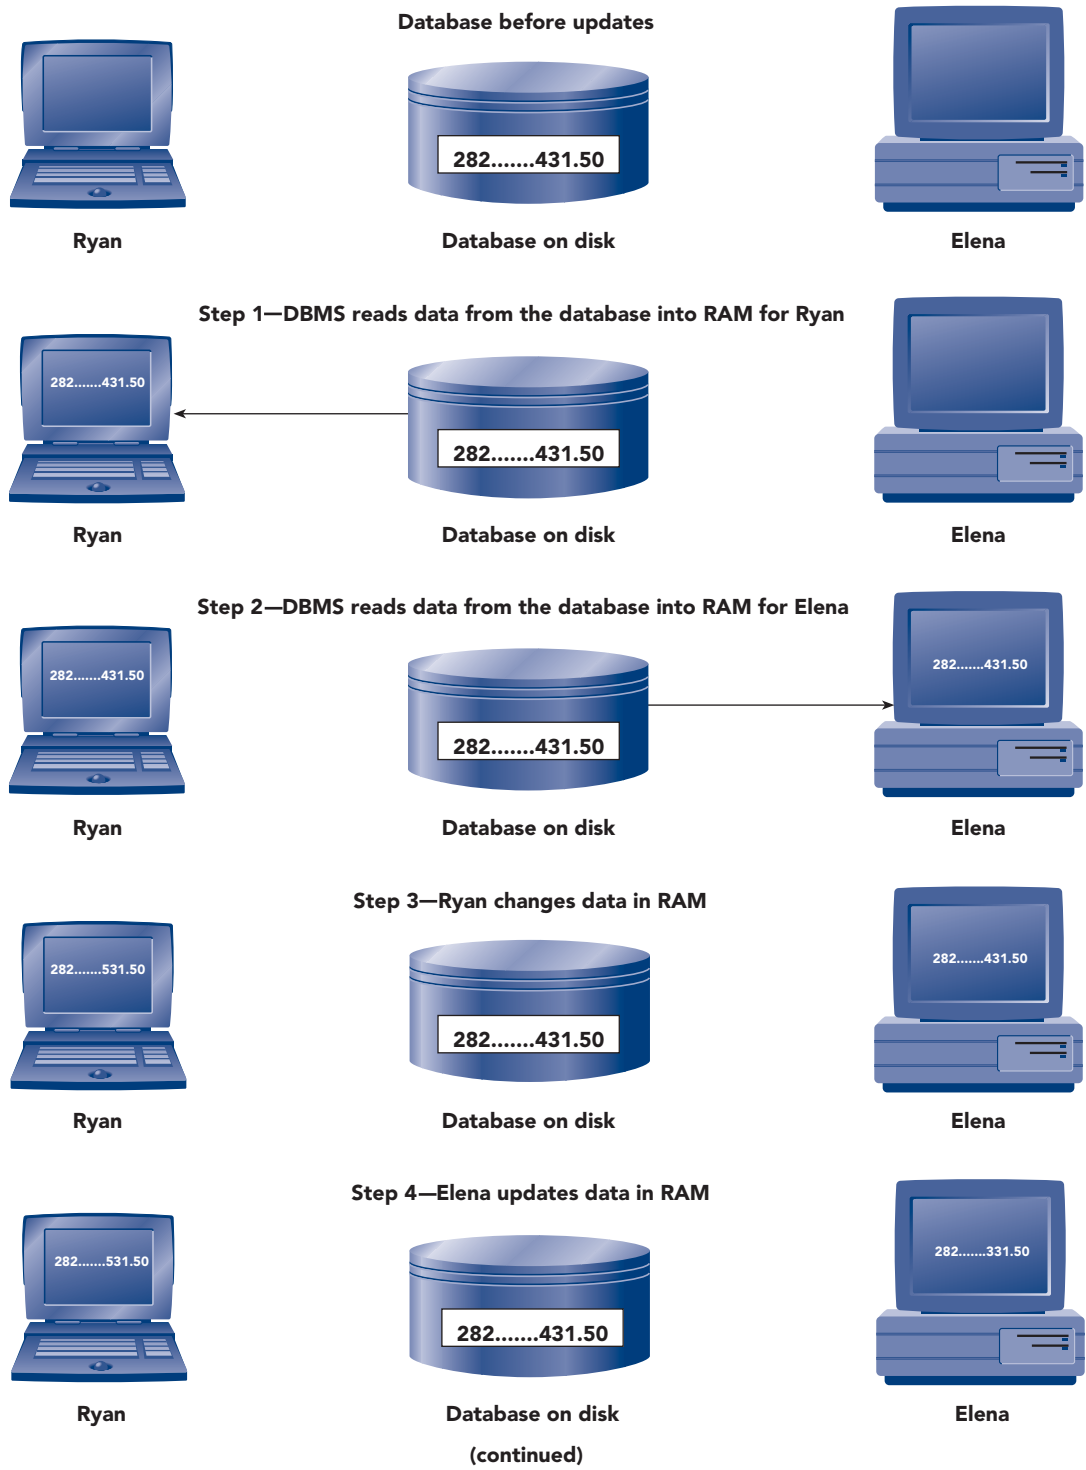 Database before updates
282.......431.50
Ryan
Database on disk
Elena
Step 1—DBMS reads data from the database into RAM for Ryan
282.......431.50
282.......431.50
Ryan
Database on disk
Elena
Step 2—DBMS reads data from the database into RAM for Elena
282.......431.50
282.......431.50
282.......431.50
Ryan
Database on disk
Elena
Step 3—Ryan changes data in RAM
282.......531.50
282.......431.50
282.......431.50
Ryan
Database on disk
Elena
Step 4—Elena updates data in RAM
282.......531.50
282.......431.50
282.......331.50
Ryan
Database on disk
Elena
(continued)